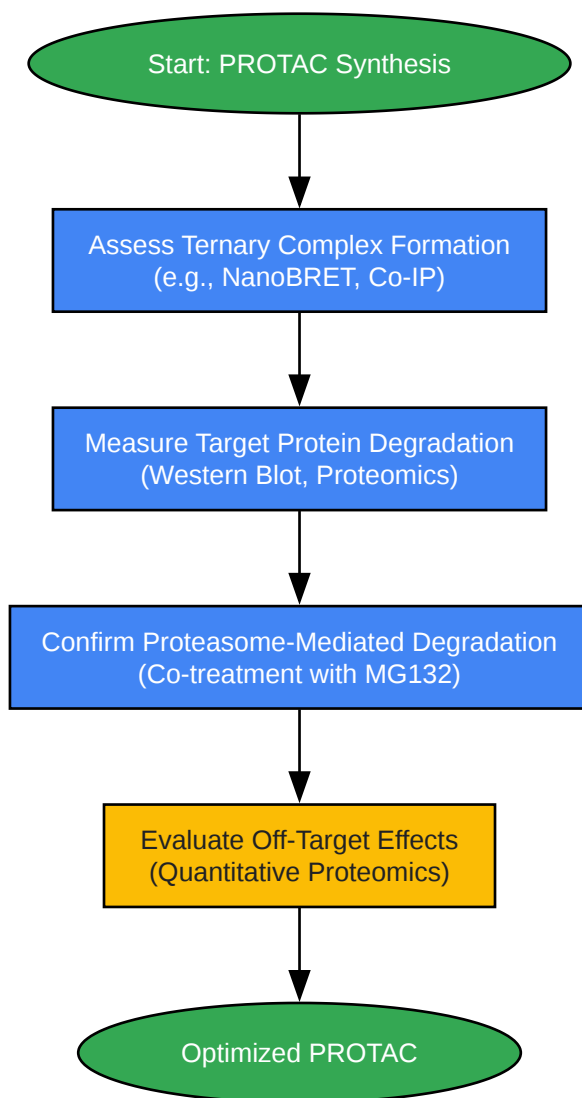 Start: PROTAC Synthesis
Assess Ternary Complex Formation
(e.g., NanoBRET, Co-IP)
Measure Target Protein Degradation
(Western Blot, Proteomics)
Confirm Proteasome-Mediated Degradation
(Co-treatment with MG132)
Evaluate Off-Target Effects
(Quantitative Proteomics)
Optimized PROTAC